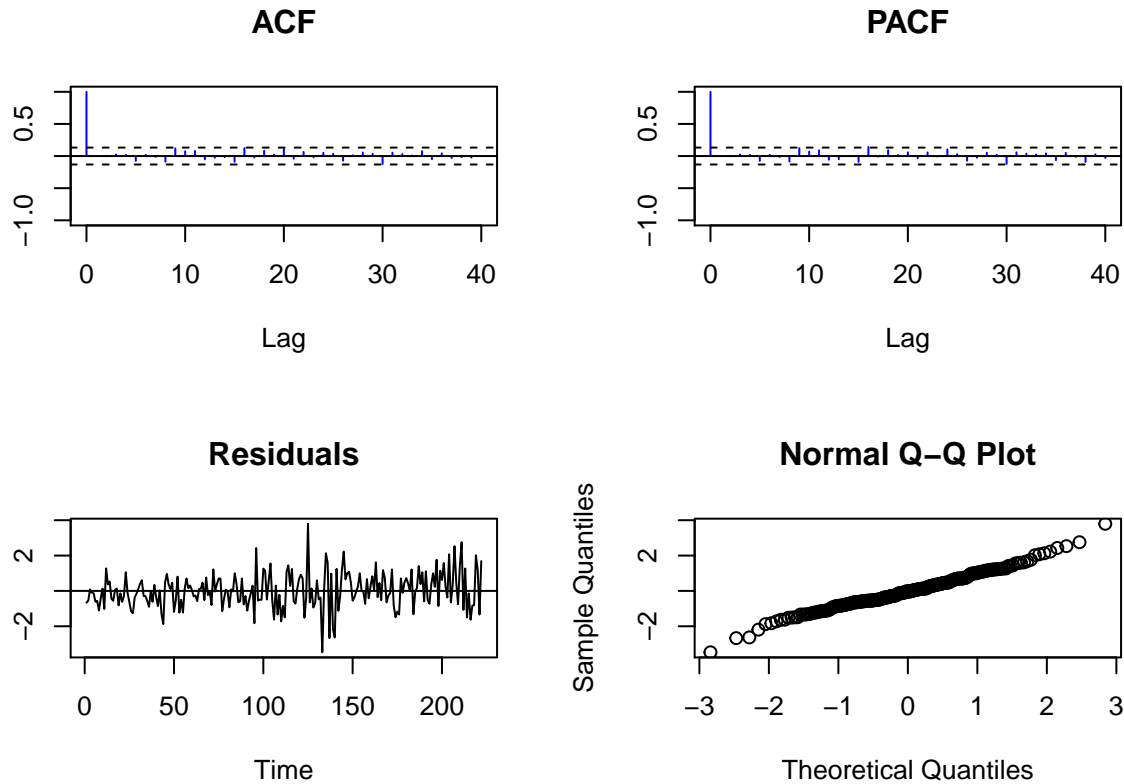 ACF
0.5
−1.0
0 10 20 30 40
Lag
PACF
0.5
−1.0
0 10 20 30 40
Lag
Residuals
2
−2
0 50 100 150 200
Time
Normal Q−Q Plot
Sample Quantiles
2
−2
−3 −2 −1 0 1 2 3
Theoretical Quantiles